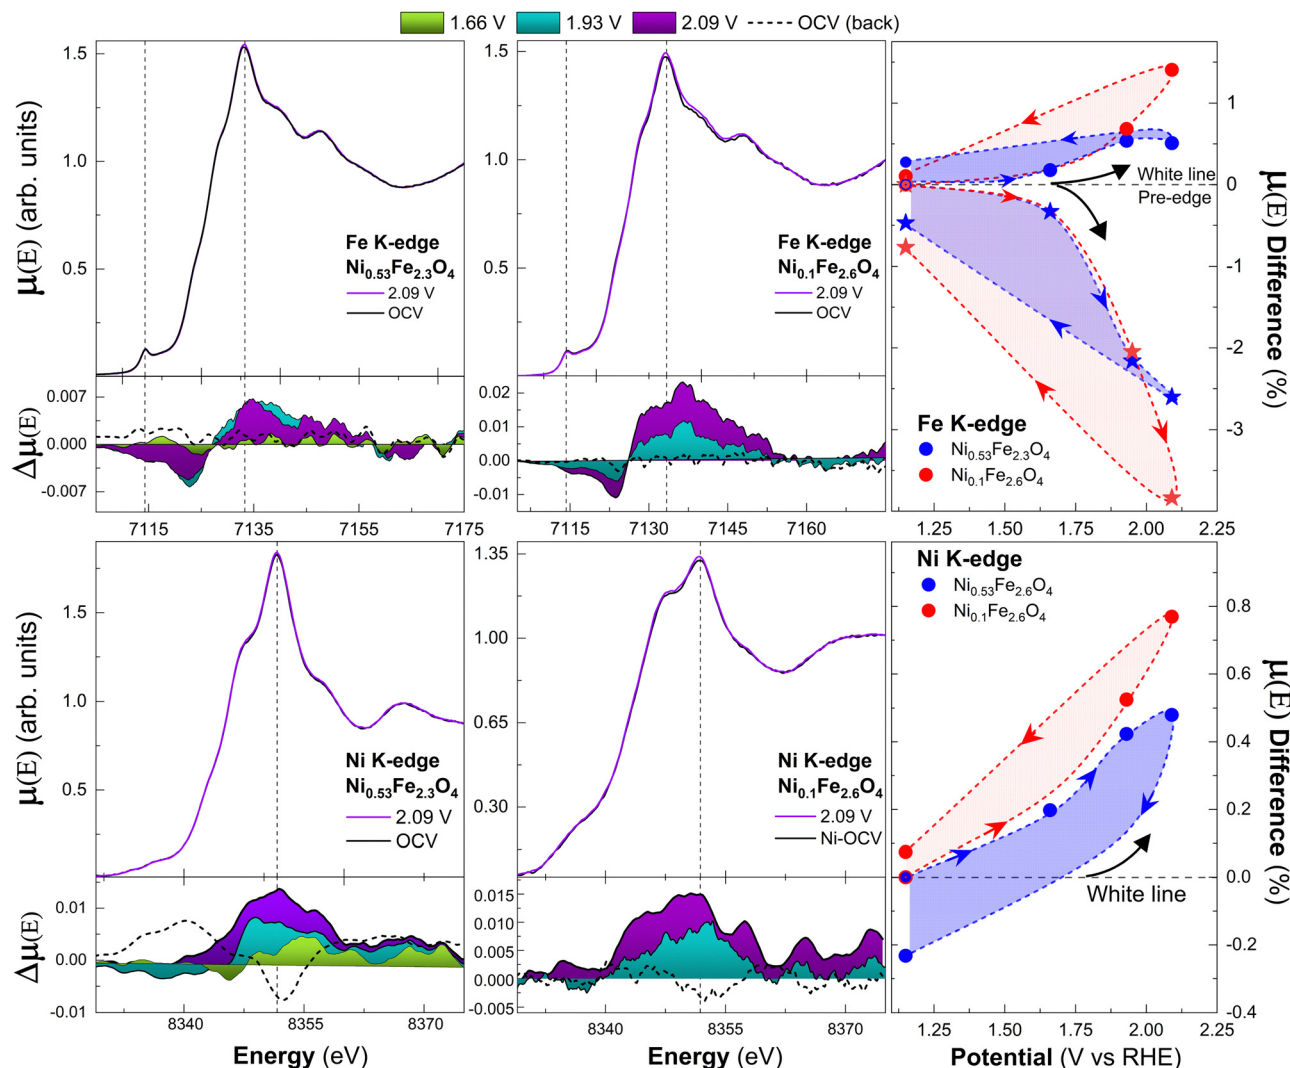 1.66 V 1.93 V 2.09 V OCV (back)
μ(E) (arb. units)
1.5
1.0
0.5
Fe K-edge
Ni0.53Fe2.3O4
2.09 V
OCV
Δμ(E)
0.007
0.000
-0.007
7115 7135 7155 7175
1.5
1.0
0.5
Fe K-edge
Ni0.1Fe2.6O4
2.09 V
OCV
0.02
0.01
0.00
-0.01
7115 7130 7145 7160
White line
Pre-edge
Fe K-edge
Ni0.53Fe2.3O4
Ni0.1Fe2.6O4
1
0
-1
-2
-3
μ(E) Difference (%)
1.25 1.50 1.75 2.00 2.25
μ(E) (arb. units)
1.5
1.0
0.5
Ni K-edge
Ni0.53Fe2.3O4
2.09 V
OCV
Δμ(E)
0.01
0.00
-0.01
8340 8355 8370
Energy (eV)
1.35
1.00
0.65
0.30
Ni K-edge
Ni0.1Fe2.6O4
2.09 V
Ni-OCV
0.015
0.010
0.005
0.000
-0.005
8340 8355 8370
Energy (eV)
Ni K-edge
Ni0.53Fe2.6O4
Ni0.1Fe2.6O4
White line
0.8
0.6
0.4
0.2
0.0
-0.2
-0.4
μ(E) Difference (%)
1.25 1.50 1.75 2.00 2.25
Potential (V vs RHE)